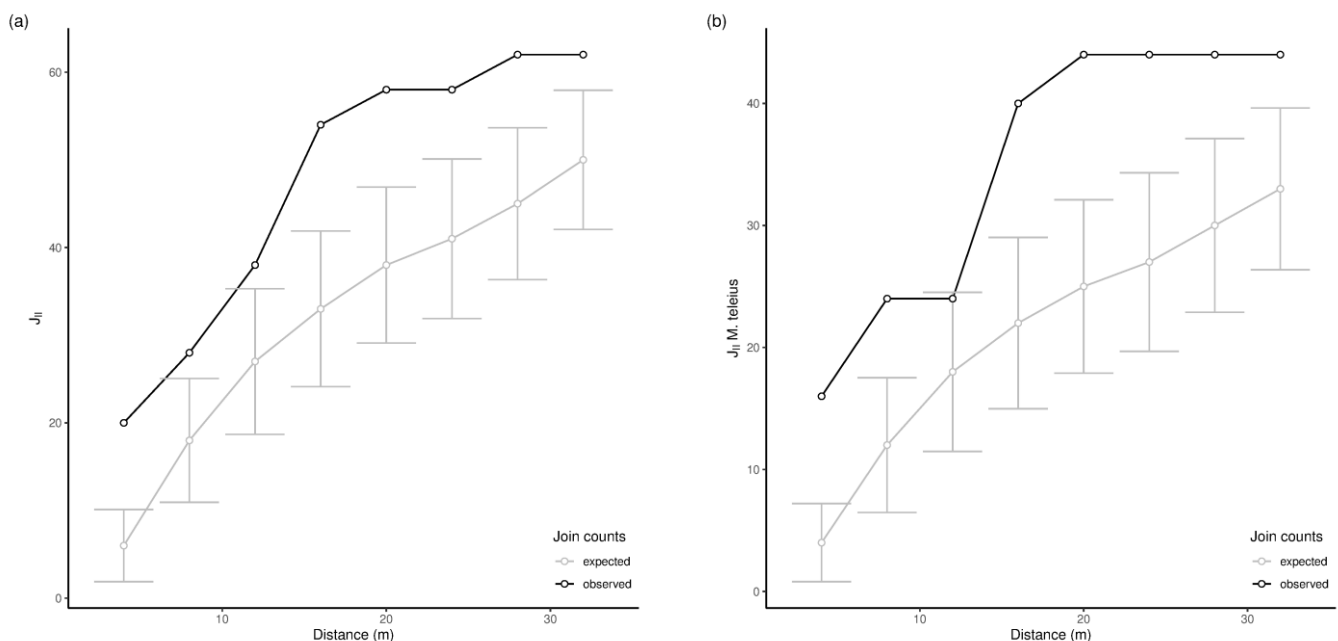 (a)
60
40
20
0
J_II
10
20
30
Distance (m)
Join counts
expected
observed
(b)
40
30
20
10
0
J_II M. teleius
10
20
30
Distance (m)
Join counts
expected
observed